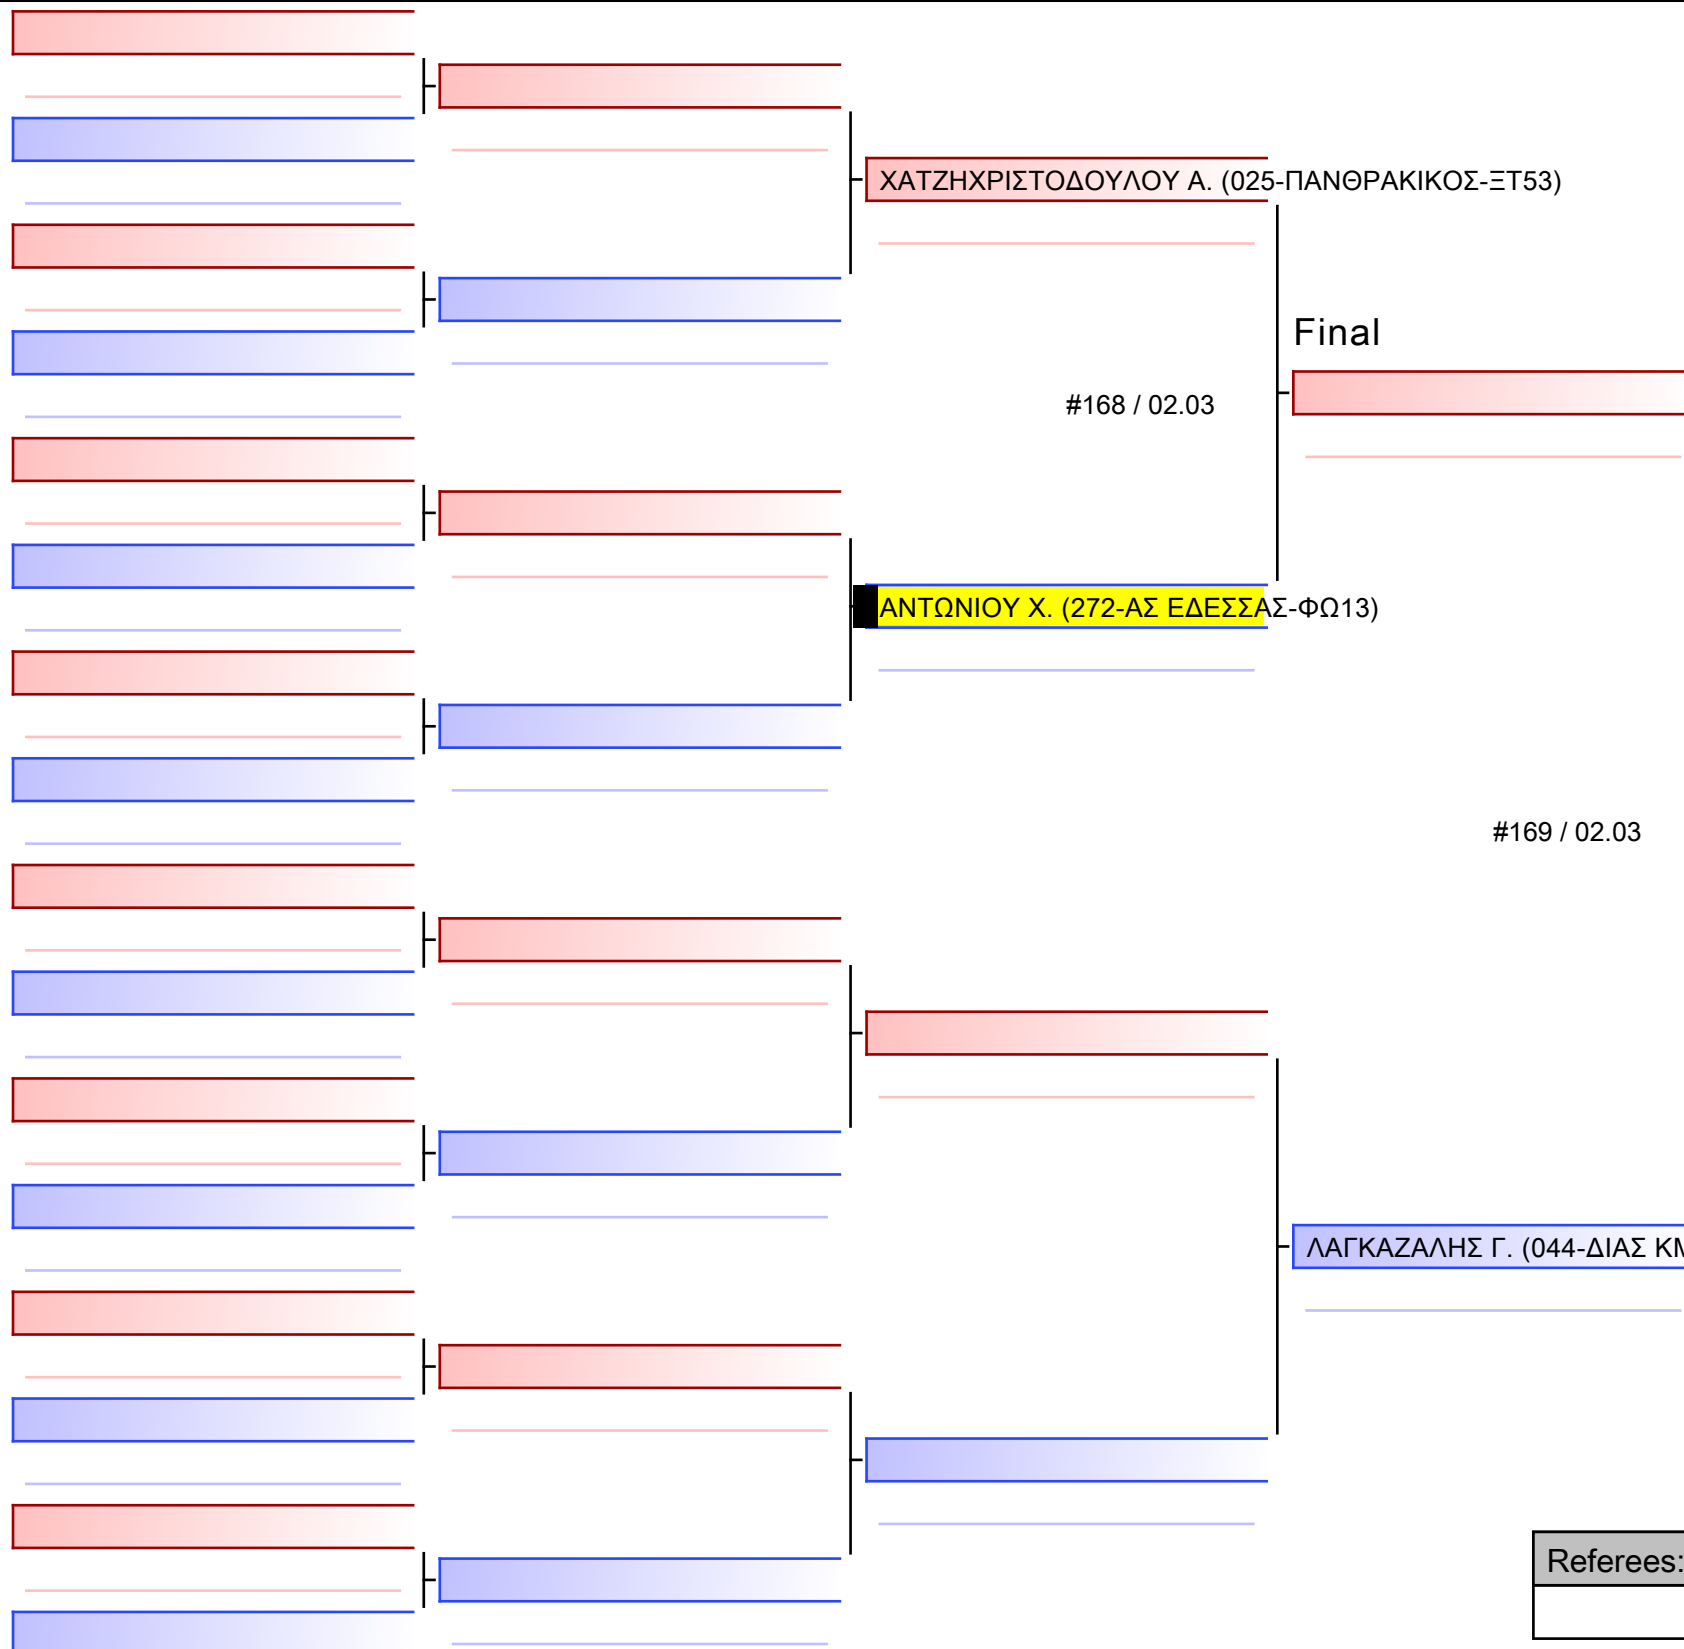 ΧΑΤΖΗΧΡΙΣΤΟΔΟΥΛΟΥ Α. (025-ΠΑΝΘΡΑΚΙΚΟΣ-ΞΤ53)
Final
#168 / 02.03
ΑΝΤΩΝΙΟΥ Χ. (272-ΑΣ ΕΔΕΣΣΑΣ-ΦΩ13)
#169 / 02.03
ΛΑΓΚΑΖΑΛΗΣ Γ. (044-ΔΙΑΣ ΚΜ
Referees: